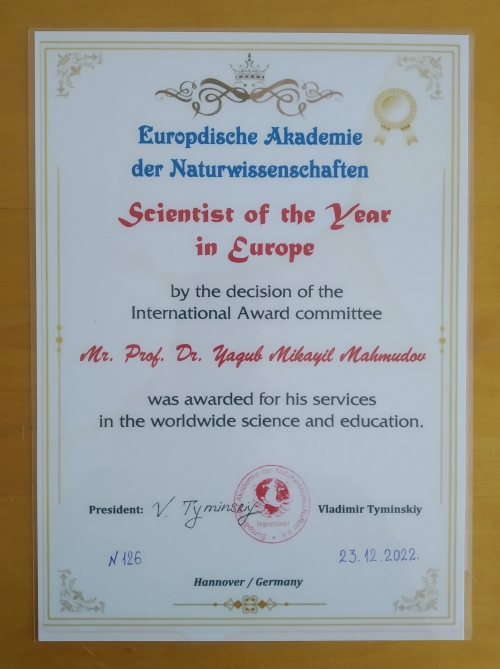 Europdische Akademie
der Naturwissenschaften
Scientist of the Year
in Europe
by the decision of the
International Award committee
Mr. Prof. Dr. Yagub Mikayil Mahmudov
was awarded for his services
in the worldwide science and education.
President: V. Tyminskiy Vladimir Tyminskiy
Hannover
N 126
23.12.2022.
Hannover / Germany